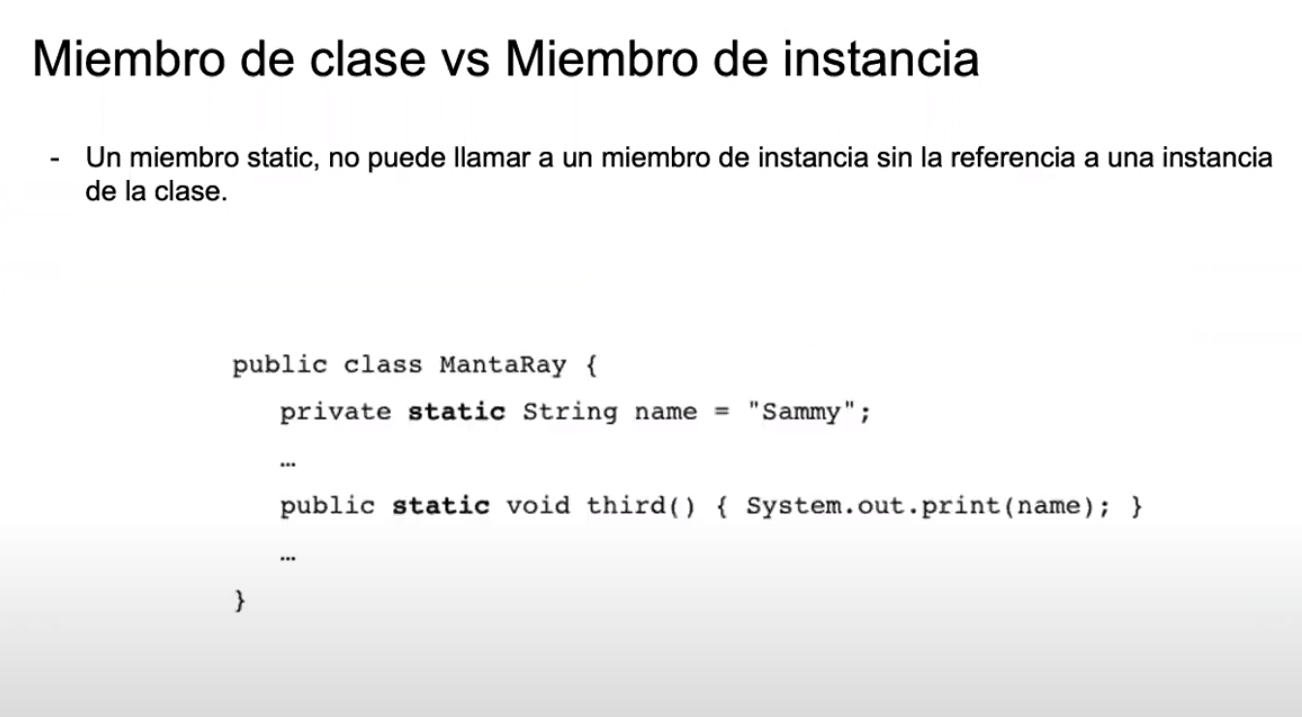 Miembro de clase vs Miembro de instancia
- Un miembro static, no puede llamar a un miembro de instancia sin la referencia a una instancia
de la clase.
public class MantaRay {
private static String name = "Sammy";
…
public static void third() { System.out.print(name); }
…
}